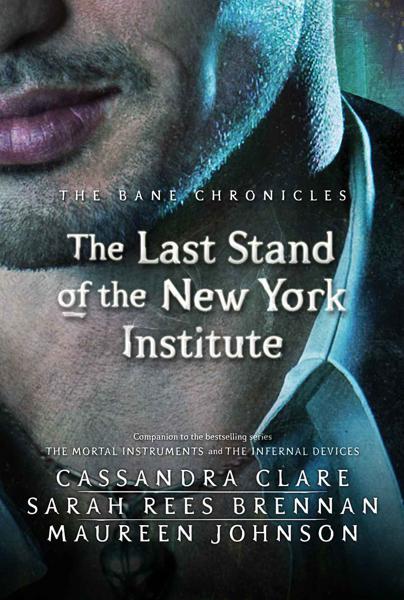 THE BANE CHRONICLES
The Last Stand
of the New York
Institute
Companion to the bestselling series
THE MORTAL INSTRUMENTS and THE INFERNAL DEVICES
CASSANDRA CLARE
SARAH REES BRENNAN
MAUREEN JOHNSON